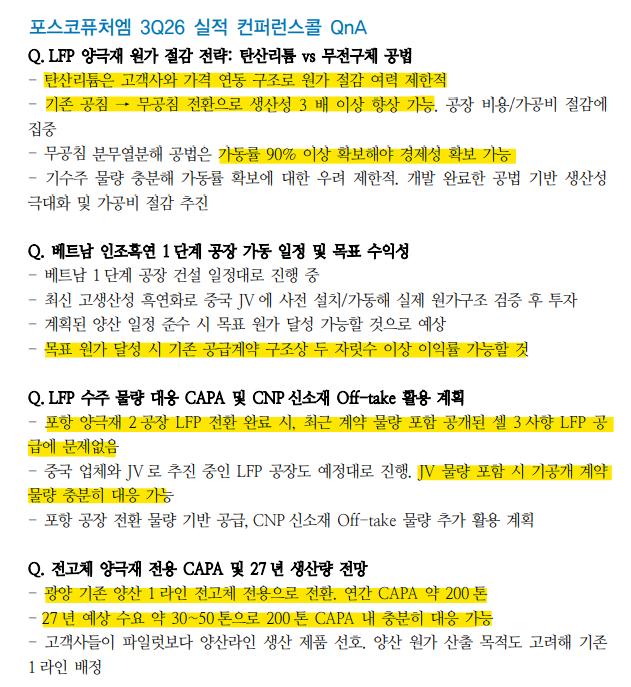 포스코퓨처엠 3Q26 실적 컨퍼런스콜 QnA
Q. LFP 양극재 원가 절감 전략: 탄산리튬 vs 무전구체 공법
- 탄산리튬은 고객사와 가격 연동 구조로 원가 절감 여력 제한적
- 기존 공침 → 무공침 전환으로 생산성 3 배 이상 향상 가능. 공장 비용/가공비 절감에
집중
- 무공침 분무열분해 공법은 가동률 90% 이상 확보해야 경제성 확보 가능
- 기수주 물량 충분해 가동률 확보에 대한 우려 제한적. 개발 완료한 공법 기반 생산성
극대화 및 가공비 절감 추진
Q. 베트남 인조흑연 1 단계 공장 가동 일정 및 목표 수익성
- 베트남 1 단계 공장 건설 일정대로 진행 중
- 최신 고생산성 흑연화로 중국 JV 에 사전 설치/가동해 실제 원가구조 검증 후 투자
- 계획된 양산 일정 준수 시 목표 원가 달성 가능할 것으로 예상
- 목표 원가 달성 시 기존 공급계약 구조상 두 자릿수 이상 이익률 가능할 것
Q. LFP 수주 물량 대응 CAPA 및 CNP 신소재 Off-take 활용 계획
- 포항 양극재 2 공장 LFP 전환 완료 시, 최근 계약 물량 포함 공개된 셀 3 사향 LFP 공
급에 문제없음
- 중국 업체와 JV 로 추진 중인 LFP 공장도 예정대로 진행. JV 물량 포함 시 기공개 계약
물량 충분히 대응 가능
- 포항 공장 전환 물량 기반 공급, CNP 신소재 Off-take 물량 추가 활용 계획
Q. 전고체 양극재 전용 CAPA 및 27 년 생산량 전망
- 광양 기존 양산 1 라인 전고체 전용으로 전환. 연간 CAPA 약 200 톤
- 27 년 예상 수요 약 30~50 톤으로 200 톤 CAPA 내 충분히 대응 가능
- 고객사들이 파일럿보다 양산라인 생산 제품 선호. 양산 원가 산출 목적도 고려해 기존
1 라인 배정